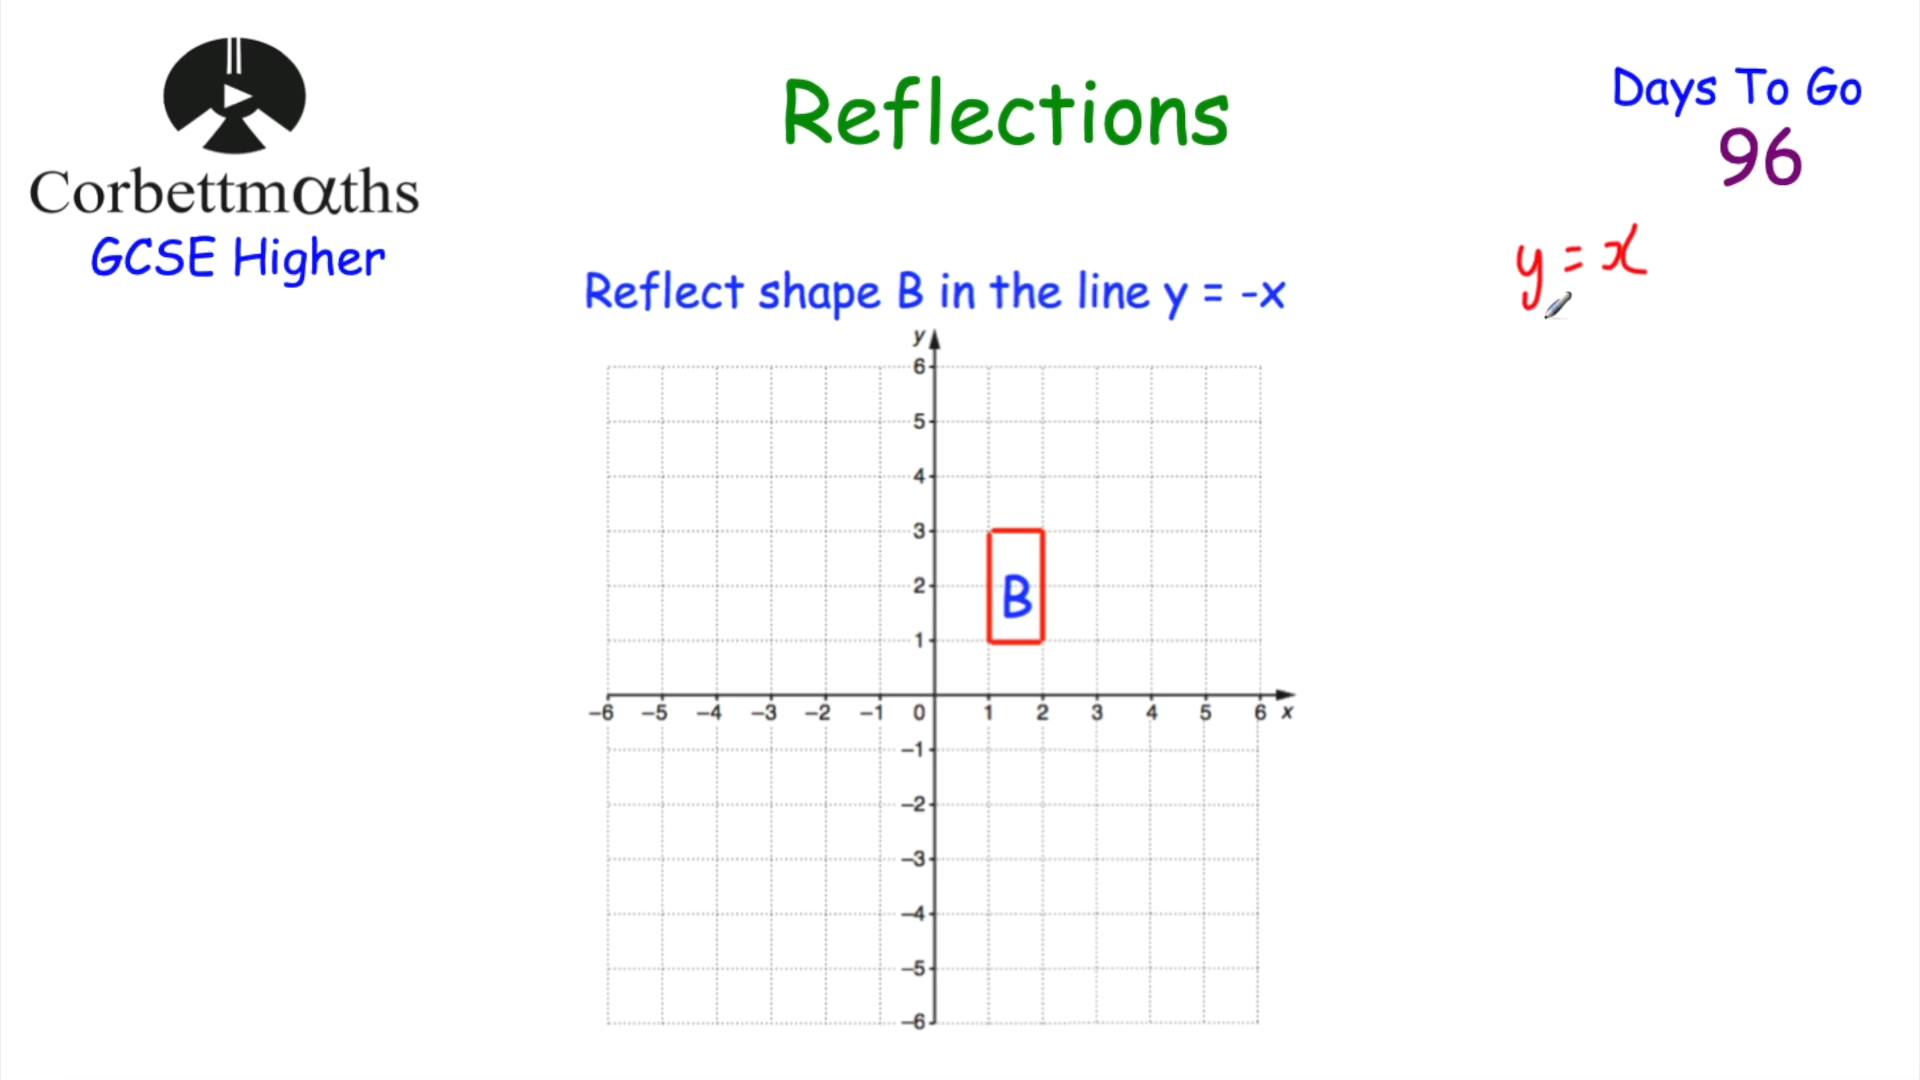 Corbettmαths
GCSE Higher
Reflections
Days To Go
96
y = x
Reflect shape B in the line y = -x
y
6
5
4
3
2
B
1
–6 –5 –4 –3 –2 –1 0 1 2 3 4 5 6 x
–1
–2
–3
–4
–5
–6